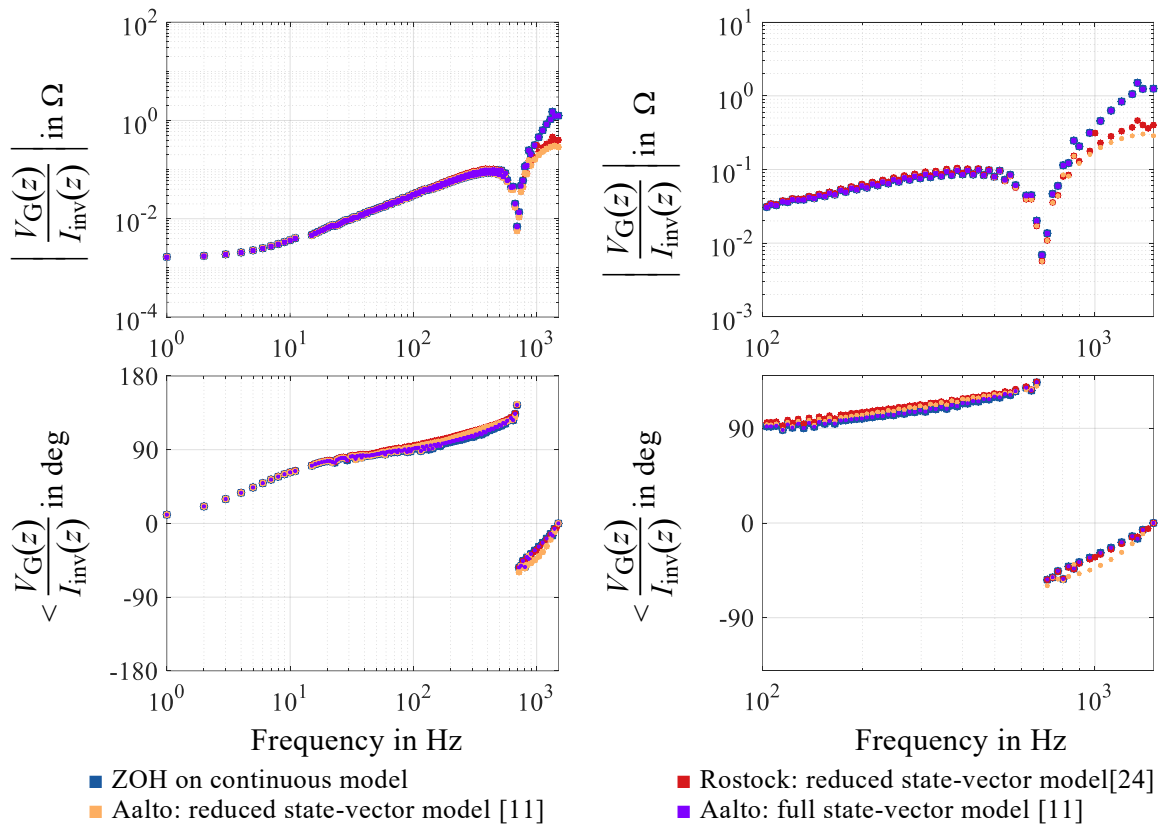 | V_G(z) / I_inv(z) | in Ω
10^2
10^0
10^-2
10^-4
10^0 10^1 10^2 10^3
| V_G(z) / I_inv(z) | in Ω
10^1
10^0
10^-1
10^-2
10^-3
10^2 10^3
< V_G(z) / I_inv(z) in deg
180
90
0
-90
-180
10^0 10^1 10^2 10^3
Frequency in Hz
< V_G(z) / I_inv(z) in deg
90
0
-90
10^2 10^3
Frequency in Hz
ZOH on continuous model
Aalto: reduced state-vector model [11]
Rostock: reduced state-vector model[24]
Aalto: full state-vector model [11]